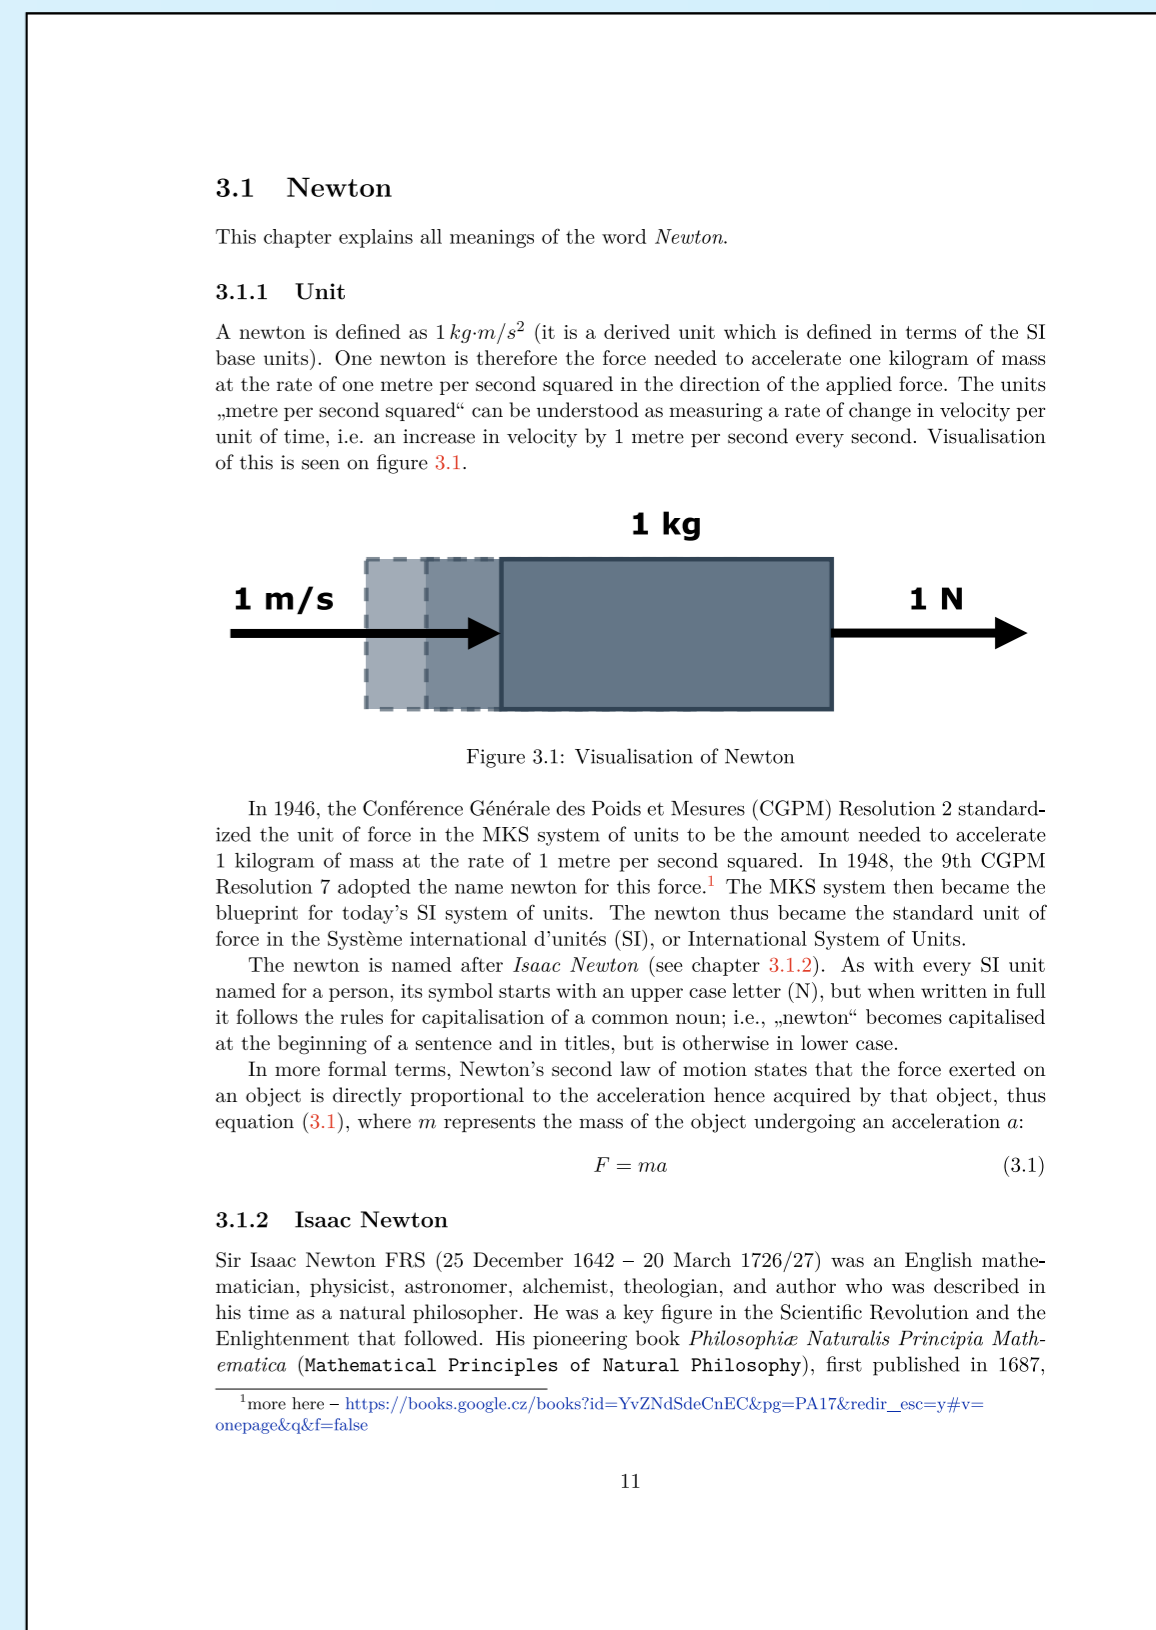 3.1 Newton
This chapter explains all meanings of the word Newton.
3.1.1 Unit
A newton is defined as 1 kg·m/s² (it is a derived unit which is defined in terms of the SI
base units). One newton is therefore the force needed to accelerate one kilogram of mass
at the rate of one metre per second squared in the direction of the applied force. The units
„metre per second squared“ can be understood as measuring a rate of change in velocity per
unit of time, i.e. an increase in velocity by 1 metre per second every second. Visualisation
of this is seen on figure 3.1.
1 kg
1 m/s
1 N
Figure 3.1: Visualisation of Newton
In 1946, the Conférence Générale des Poids et Mesures (CGPM) Resolution 2 standard-
ized the unit of force in the MKS system of units to be the amount needed to accelerate
1 kilogram of mass at the rate of 1 metre per second squared. In 1948, the 9th CGPM
Resolution 7 adopted the name newton for this force.¹ The MKS system then became the
blueprint for today's SI system of units. The newton thus became the standard unit of
force in the Système international d'unités (SI), or International System of Units.
The newton is named after Isaac Newton (see chapter 3.1.2). As with every SI unit
named for a person, its symbol starts with an upper case letter (N), but when written in full
it follows the rules for capitalisation of a common noun; i.e., „newton“ becomes capitalised
at the beginning of a sentence and in titles, but is otherwise in lower case.
In more formal terms, Newton's second law of motion states that the force exerted on
an object is directly proportional to the acceleration hence acquired by that object, thus
equation (3.1), where m represents the mass of the object undergoing an acceleration a:
F = ma (3.1)
3.1.2 Isaac Newton
Sir Isaac Newton FRS (25 December 1642 – 20 March 1726/27) was an English mathe-
matician, physicist, astronomer, alchemist, theologian, and author who was described in
his time as a natural philosopher. He was a key figure in the Scientific Revolution and the
Enlightenment that followed. His pioneering book Philosophiæ Naturalis Principia Math-
ematica (Mathematical Principles of Natural Philosophy), first published in 1687,
¹more here – https://books.google.cz/books?id=YvZNdSdeCnEC&pg=PA17&redir_esc=y#v=
onepage&q&f=false
11